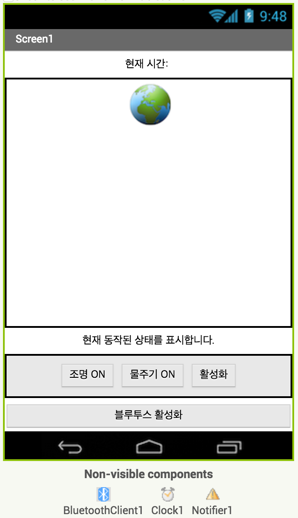 9:48
Screen1
현재 시간:
현재 동작된 상태를 표시합니다.
조명 ON 물주기 ON 활성화
블루투스 활성화
Non-visible components
BluetoothClient1 Clock1 Notifier1